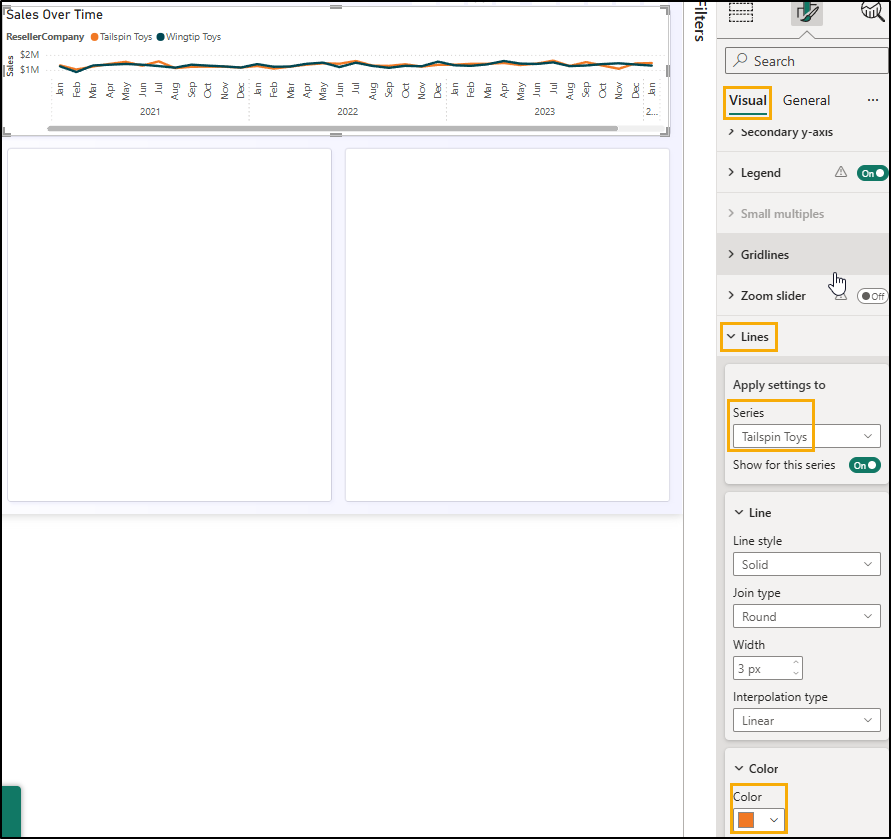 Sales Over Time
ResellerCompany Tailspin Toys Wingtip Toys
Sales
$2M
$1M
Jan Feb Mar Apr May Jun Jul Aug Sep Oct Nov Dec Jan Feb Mar Apr May Jun Jul Aug Sep Oct Nov Dec Jan Feb Mar Apr May Jun Jul Aug Sep Oct Nov Dec Jan
2021 2022 2023 2...
Filters
Search
Visual General ...
Secondary y-axis
Legend On
Small multiples
Gridlines
Zoom slider Off
Lines
Apply settings to
Series
Tailspin Toys
Show for this series On
Line
Line style
Solid
Join type
Round
Width
3 px
Interpolation type
Linear
Color
Color